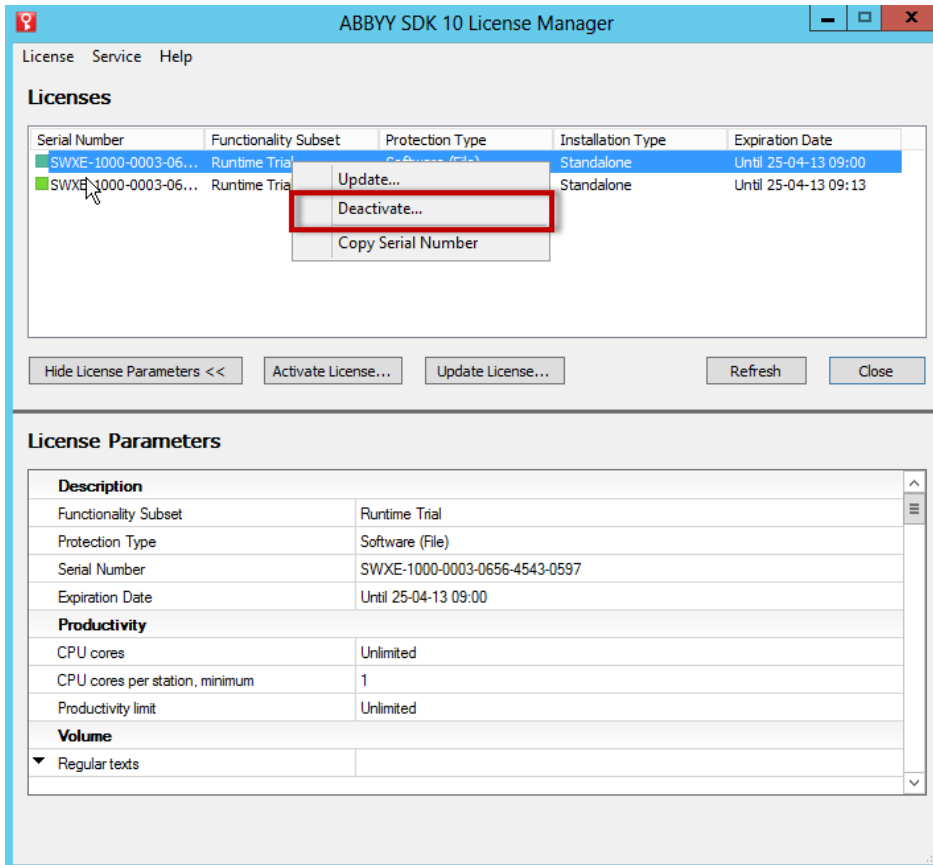 ABBYY SDK 10 License Manager
License Service Help
Licenses
Serial Number Functionality Subset Protection Type Installation Type Expiration Date
SWXE-1000-0003-06... Runtime Trial Software (File) Standalone Until 25-04-13 09:00
SWXE-1000-0003-06... Runtime Tria Standalone Until 25-04-13 09:13
Update...
Deactivate...
Copy Serial Number
Hide License Parameters << Activate License... Update License... Refresh Close
License Parameters
Description
Functionality Subset Runtime Trial
Protection Type Software (File)
Serial Number SWXE-1000-0003-0656-4543-0597
Expiration Date Until 25-04-13 09:00
Productivity
CPU cores Unlimited
CPU cores per station, minimum 1
Productivity limit Unlimited
Volume
Regular texts